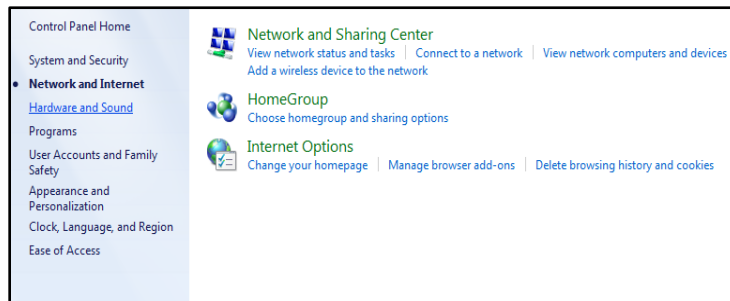 Control Panel Home
System and Security
Network and Internet
Hardware and Sound
Programs
User Accounts and Family
Safety
Appearance and
Personalization
Clock, Language, and Region
Ease of Access
Network and Sharing Center
View network status and tasks | Connect to a network | View network computers and devices
Add a wireless device to the network
HomeGroup
Choose homegroup and sharing options
Internet Options
Change your homepage | Manage browser add-ons | Delete browsing history and cookies